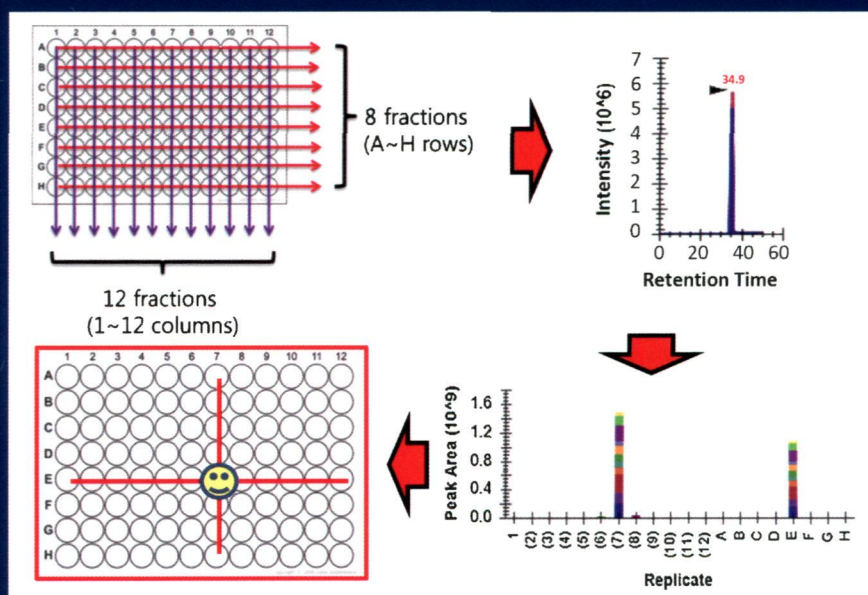 1 2 3 4 5 6 7 8 9 10 11 12
A
B
C
D
E
F
G
H
8 fractions
(A~H rows)
12 fractions
(1~12 columns)
7
6
5
4
3
2
1
0
Intensity (10^6)
34.9
0 20 40 60
Retention Time
1 2 3 4 5 6 7 8 9 10 11 12
A
B
C
D
E
F
G
H
1.6
1.2
0.8
0.4
0.0
Peak Area (10^9)
1 (2) (3) (4) (5) (6) (7) (8) (9) (10) (11) (12) A B C D E F G H
Replicate